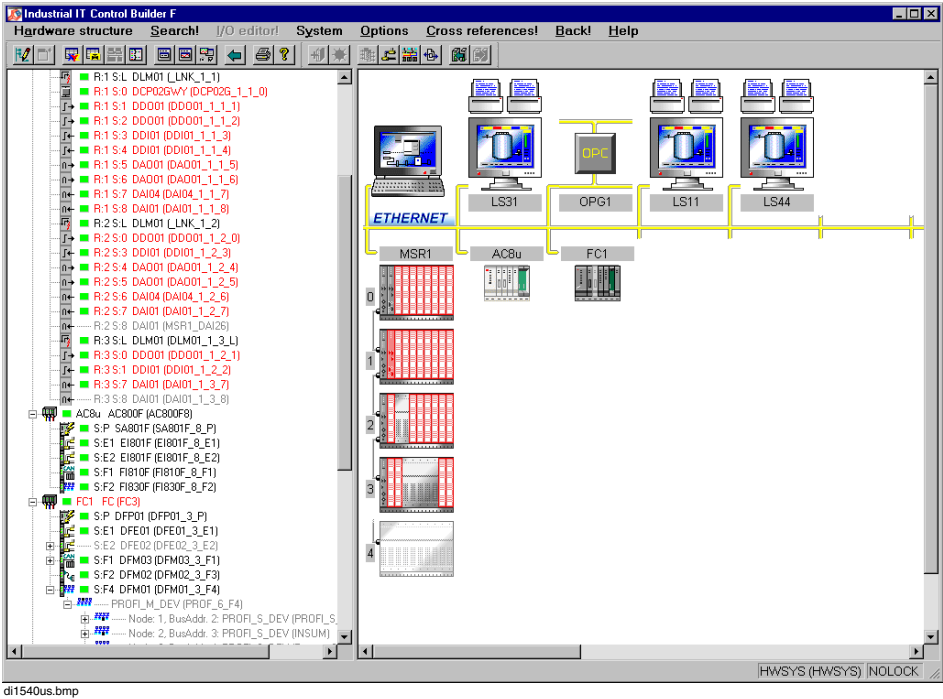 Industrial IT Control Builder F
Hardware structure Search! I/O editor! System Options Cross references! Back! Help
R:1 S:L DLM01 (_LNK_1_1)
R:1 S:0 DCP02GWY (DCP02G_1_1_0)
R:1 S:1 DDO01 (DDO01_1_1_1)
R:1 S:2 DDO01 (DDO01_1_1_2)
R:1 S:3 DDI01 (DDI01_1_1_3)
R:1 S:4 DDI01 (DDI01_1_1_4)
R:1 S:5 DAO01 (DAO01_1_1_5)
R:1 S:6 DAO01 (DAO01_1_1_6)
R:1 S:7 DAI04 (DAI04_1_1_7)
R:1 S:8 DAI01 (DAI01_1_1_8)
R:2 S:L DLM01 (_LNK_1_2)
R:2 S:0 DDO01 (DDO01_1_2_0)
R:2 S:3 DDI01 (DDI01_1_2_3)
R:2 S:4 DAO01 (DAO01_1_2_4)
R:2 S:5 DAO01 (DAO01_1_2_5)
R:2 S:6 DAI04 (DAI04_1_2_6)
R:2 S:7 DAI01 (DAI01_1_2_7)
R:2 S:8 DAI01 (MSR1_DAI26)
R:3 S:L DLM01 (DLM01_1_3_L)
R:3 S:0 DDO01 (DDO01_1_2_1)
R:3 S:1 DDI01 (DDI01_1_2_2)
R:3 S:7 DAI01 (DAI01_1_3_7)
R:3 S:8 DAI01 (DAI01_1_3_8)
AC8u AC800F (AC800F8)
S:P SA801F (SA801F_8_P)
S:E1 EI801F (EI801F_8_E1)
S:E2 EI801F (EI801F_8_E2)
S:F1 FI810F (FI810F_8_F1)
S:F2 FI830F (FI830F_8_F2)
FC1 FC (FC3)
S:P DFP01 (DFP01_3_P)
S:E1 DFE01 (DFE01_3_E1)
S:E2 DFE02 (DFE02_3_E2)
S:F1 DFM03 (DFM03_3_F1)
S:F2 DFM02 (DFM02_3_F3)
S:F4 DFM01 (DFM01_3_F4)
PROFI_M_DEV (PROF_6_F4)
Node: 1, BusAddr. 2: PROFI_S_DEV (PROFI_S_
Node: 2, BusAddr. 3: PROFI_S_DEV (INSUM)
OPC
LS31 OPG1 LS11 LS44
ETHERNET
MSR1 AC8u FC1
0
1
2
3
4
HWSYS (HWSYS) NOLOCK
di1540us.bmp